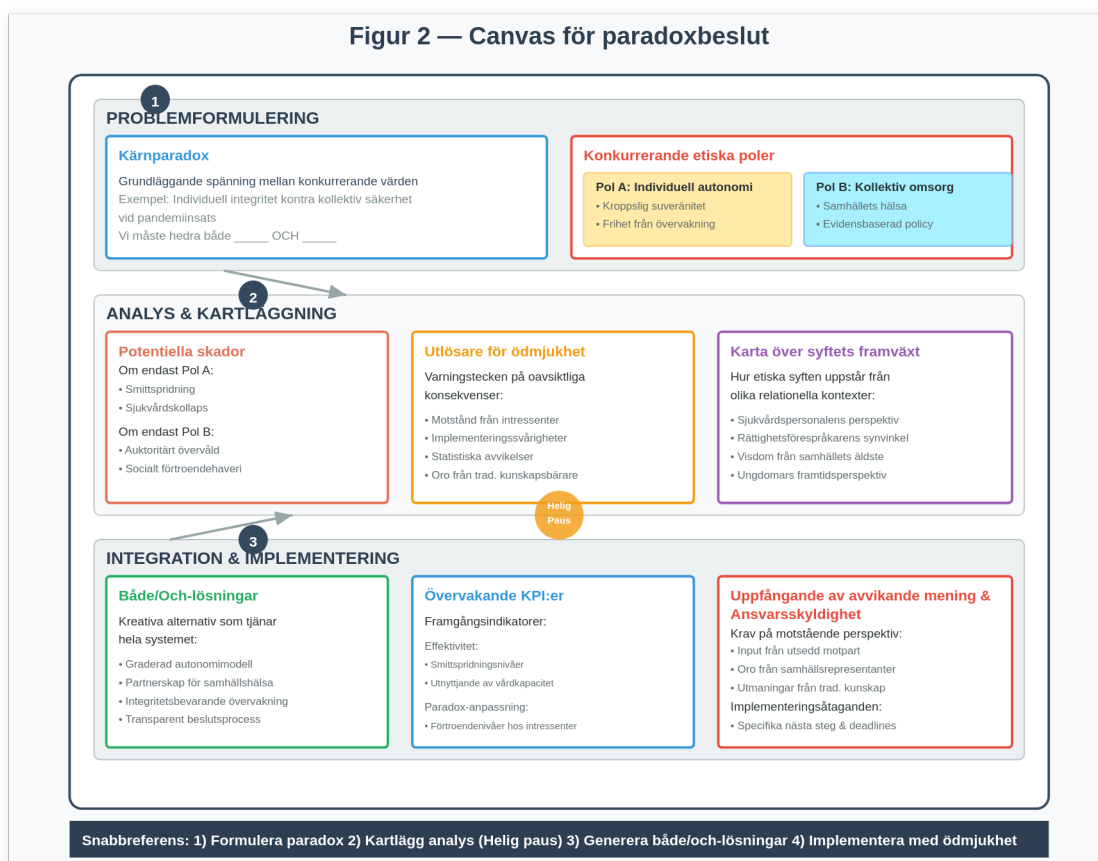 Figur 2 — Canvas för paradoxbeslut
1
PROBLEMFORMULERING
Kärnparadox
Grundläggande spänning mellan konkurrerande värden
Exempel: Individuell integritet kontra kollektiv säkerhet
vid pandemiinsats
Vi måste hedra både _____ OCH _____
Konkurrerande etiska poler
Pol A: Individuell autonomi
• Kroppslig suveränitet
• Frihet från övervakning
Pol B: Kollektiv omsorg
• Samhällets hälsa
• Evidensbaserad policy
2
ANALYS & KARTLÄGGNING
Potentiella skador
Om endast Pol A:
• Smittspridning
• Sjukvårdskollaps
Om endast Pol B:
• Auktoritärt övervåld
• Socialt förtroendehaveri
Utlösare för ödmjukhet
Varningstecken på oavsiktliga
konsekvenser:
• Motstånd från intressenter
• Implementeringssvårigheter
• Statistiska avvikelser
• Oro från trad. kunskapsbärare
Karta över syftets framväxt
Hur etiska syften uppstår från
olika relationella kontexter:
• Sjukvårdspersonalens perspektiv
• Rättighetsförespråkarens synvinkel
• Visdom från samhällets äldste
• Ungdomars framtidsperspektiv
Helig
Paus
3
INTEGRATION & IMPLEMENTERING
Både/Och-lösningar
Kreativa alternativ som tjänar
hela systemet:
• Graderad autonomimodell
• Partnerskap för samhällshälsa
• Integritetsbevarande övervakning
• Transparent beslutsprocess
Övervakande KPI:er
Framgångsindikatorer:
Effektivitet:
• Smittspridningsnivåer
• Utnyttjande av vårdkapacitet
Paradox-anpassning:
• Förtroendenivåer hos intressenter
Uppfångande av avvikande mening &
Ansvarsskyldighet
Krav på motstående perspektiv:
• Input från utsedd motpart
• Oro från samhällsrepresentanter
• Utmaningar från trad. kunskap
Implementeringsåtaganden:
• Specifika nästa steg & deadlines
Snabbreferens: 1) Formulera paradox 2) Kartlägg analys (Helig paus) 3) Generera både/och-lösningar 4) Implementera med ödmjukhet